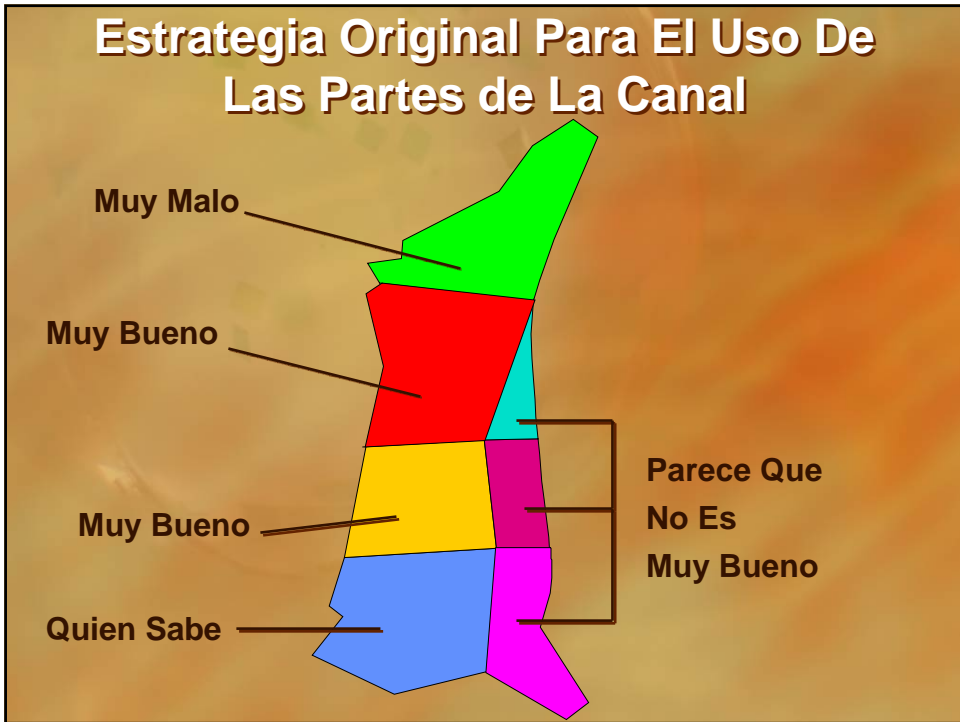 Estrategia Original Para El Uso De
Las Partes de La Canal
Muy Malo
Muy Bueno
Muy Bueno
Quien Sabe
Parece Que
No Es
Muy Bueno